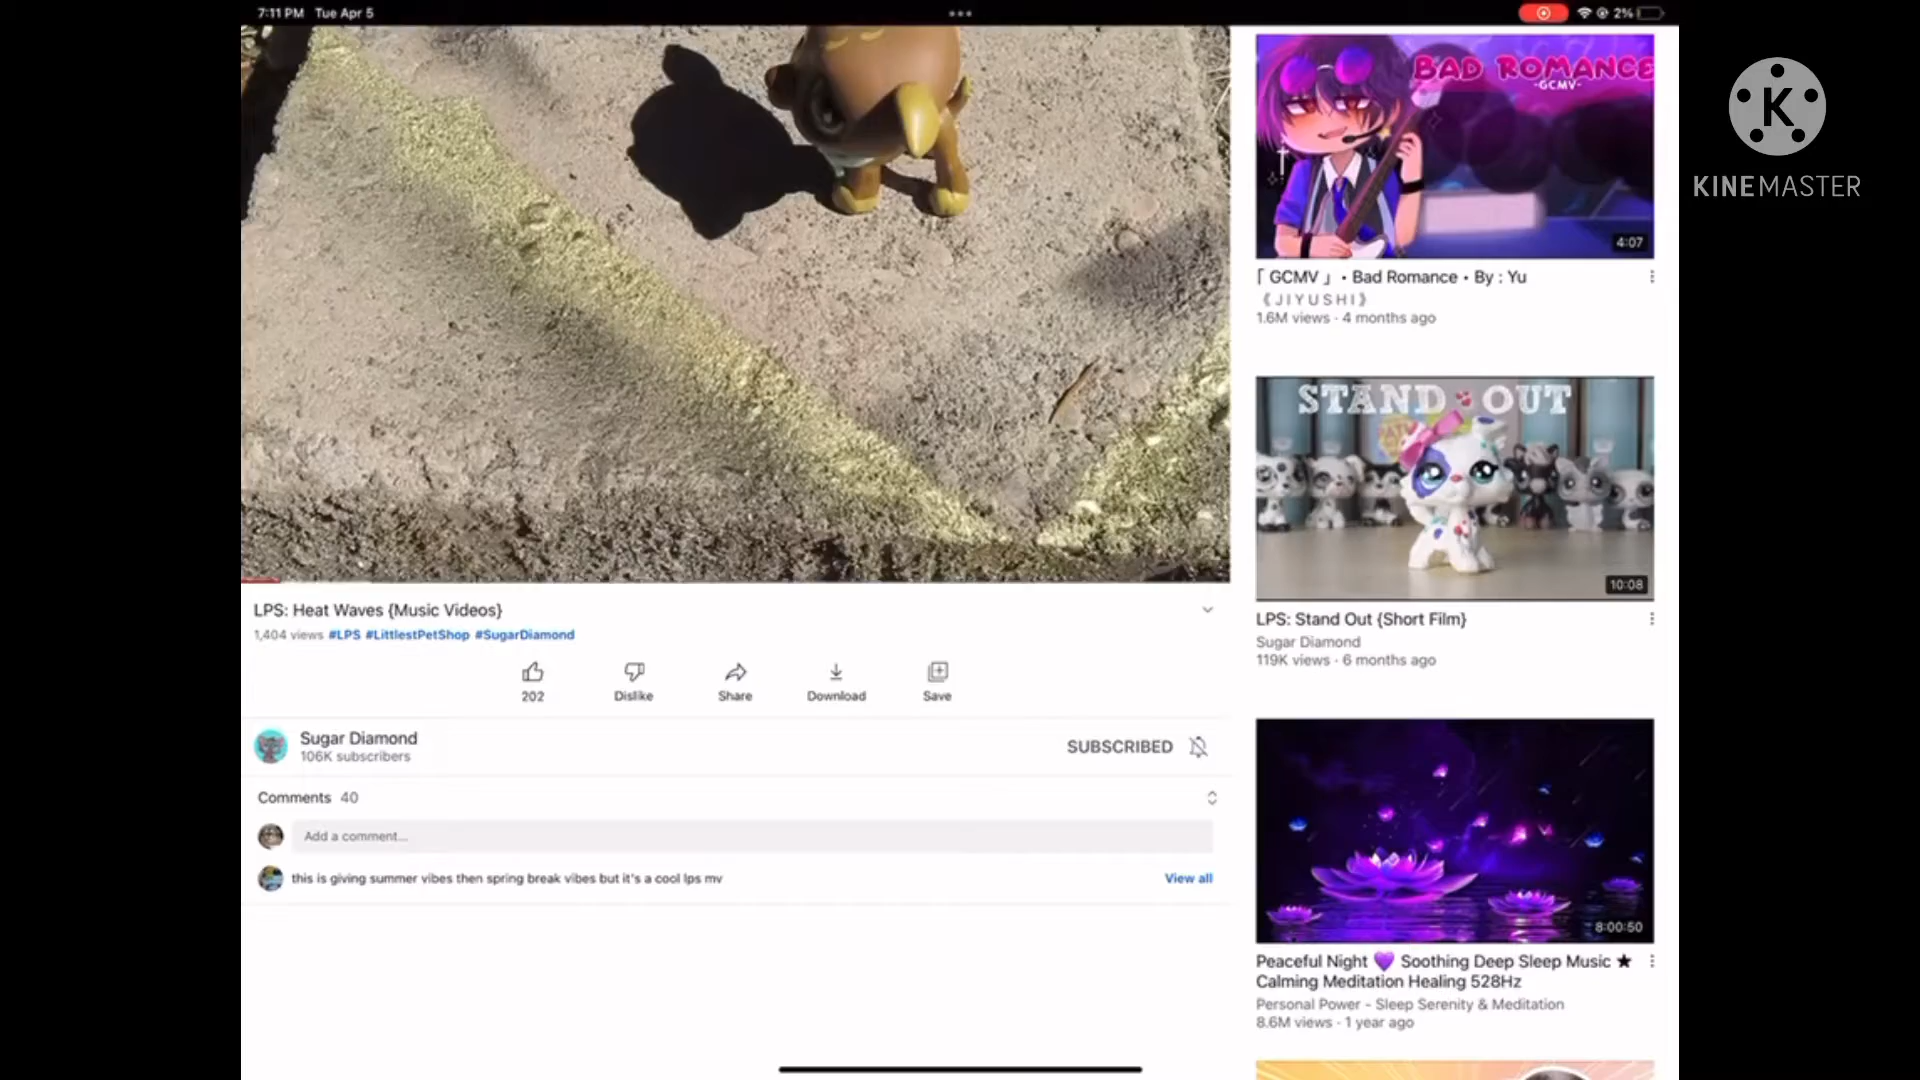 7:11 PM Tue Apr 5
2%
BAD ROMANCE
-GCMV-
4:07
「 GCMV 」 • Bad Romance • By : Yu
《 J I Y U S H I 》
1.6M views · 4 months ago
K
KINEMASTER
STAND OUT
10:08
LPS: Stand Out {Short Film}
Sugar Diamond
119K views · 6 months ago
LPS: Heat Waves {Music Videos}
1,404 views #LPS #LittlestPetShop #SugarDiamond
202
Dislike
Share
Download
Save
Sugar Diamond
106K subscribers
SUBSCRIBED
Comments 40
Add a comment...
this is giving summer vibes then spring break vibes but it's a cool lps mv
View all
8:00:50
Peaceful Night 💜 Soothing Deep Sleep Music ★
Calming Meditation Healing 528Hz
Personal Power - Sleep Serenity & Meditation
8.6M views · 1 year ago